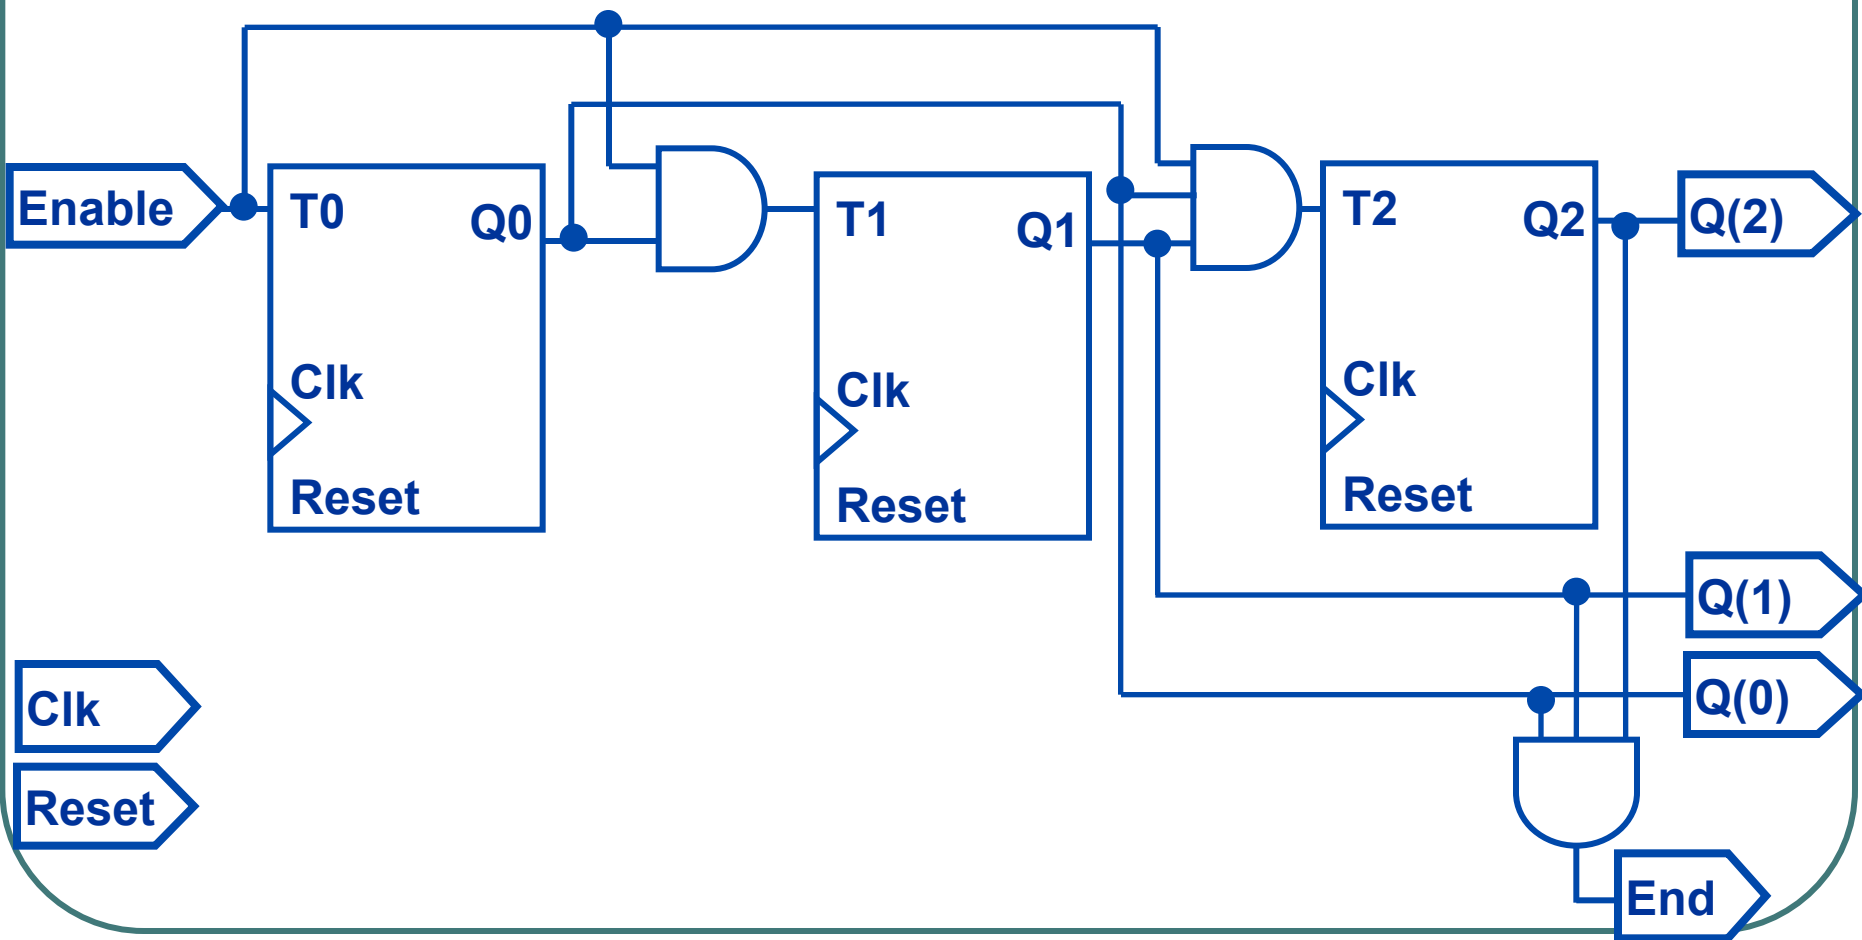 Enable
T0
Q0
Clk
Reset
T1
Q1
Clk
Reset
T2
Q2
Clk
Reset
Q(2)
Q(1)
Q(0)
Clk
Reset
End